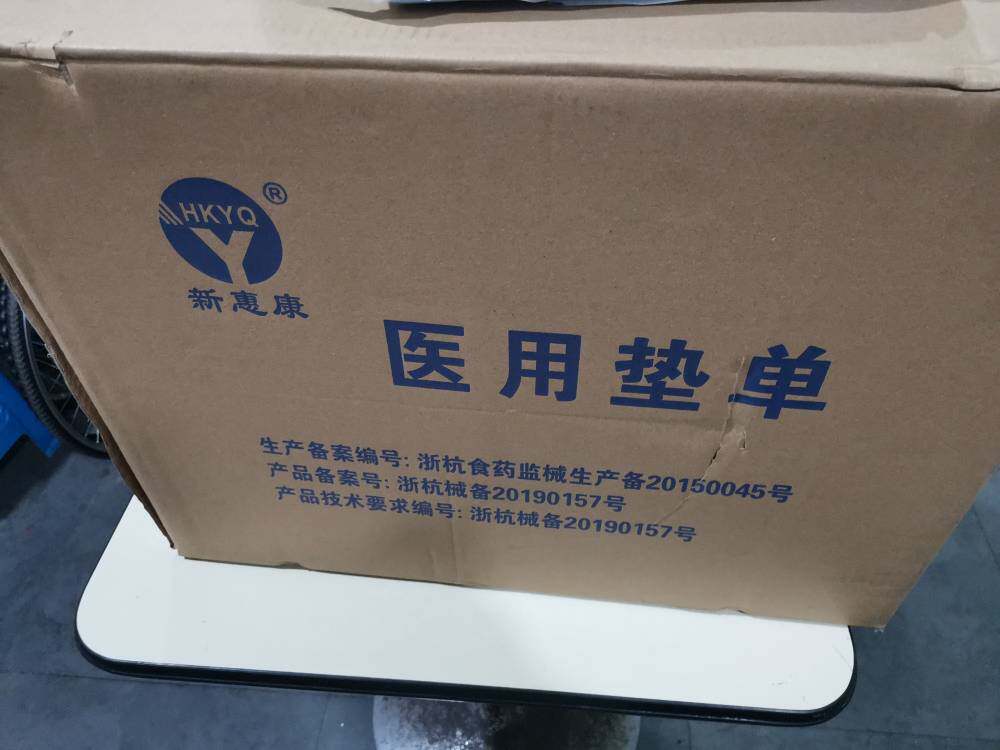 HKYQ
®
Y
新惠康
医用垫单
生产备案编号:浙杭食药监械生产备20150045号
产品备案号:浙杭械备20190157号
产品技术要求编号:浙杭械备20190157号